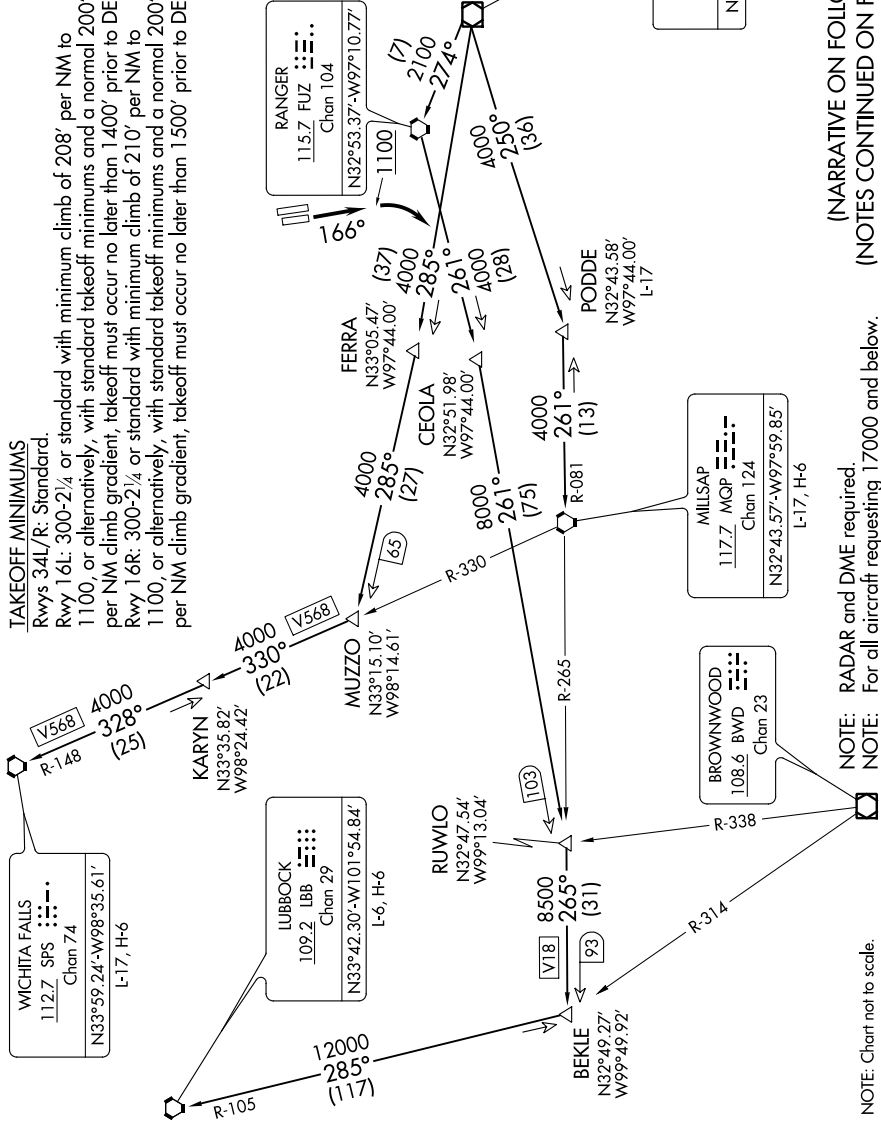 TAKEOFF MINIMUMS
Rwys 34L/R: Standard.
Rwy 16L: 300-2¼ or standard with minimum climb of 208' per NM to
1100, or alternatively, with standard takeoff minimums and a normal 200'
per NM climb gradient, takeoff must occur no later than 1400' prior to DE
Rwy 16R: 300-2¼ or standard with minimum climb of 210' per NM to
1100, or alternatively, with standard takeoff minimums and a normal 200'
per NM climb gradient, takeoff must occur no later than 1500' prior to DE
WICHITA FALLS
112.7 SPS
Chan 74
N33°59.24'-W98°35.61'
L-17, H-6
V568
4000
328°
(25)
R-148
KARYN
N33°35.82'
W98°24.42'
4000
330°
(22)
V568
MUZZO
N33°15.10'
W98°14.61'
65
R-330
4000
285°
(27)
FERRA
N33°05.47'
W97°44.00'
(37)
4000
285°
166°
1100
RANGER
115.7 FUZ
Chan 104
N32°53.37'-W97°10.77'
(7)
2100
274°
261°
4000
(28)
CEOLA
N32°51.98'
W97°44.00'
8000
261°
(75)
4000
250°
(36)
PODDE
N32°43.58'
W97°44.00'
L-17
4000
261°
(13)
R-081
MILLSAP
117.7 MQP
Chan 124
N32°43.57'-W97°59.85'
L-17, H-6
R-265
103
RUWLO
N32°47.54'
W99°13.04'
LUBBOCK
109.2 LBB
Chan 29
N33°42.30'-W101°54.84'
L-6, H-6
R-105
12000
285°
(117)
8500
265°
(31)
V18
93
BEKLE
N32°49.27'
W99°49.92'
R-338
R-314
BROWNWOOD
108.6 BWD
Chan 23
N
NOTE: RADAR and DME required.
NOTE: For all aircraft requesting 17000 and below.
(NARRATIVE ON FOLLO
(NOTES CONTINUED ON F
NOTE: Chart not to scale.